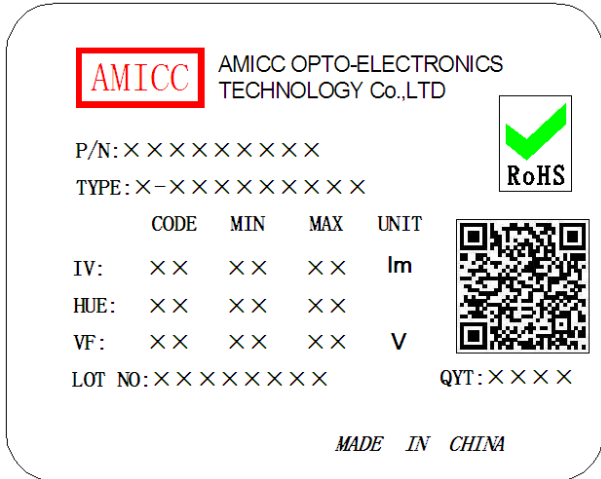 AMICC
AMICC OPTO-ELECTRONICS
TECHNOLOGY Co.,LTD
RoHS
P/N:×××××××××
TYPE:×-×××××××××
CODE MIN MAX UNIT
IV: ×× ×× ×× lm
HUE: ×× ×× ××
VF: ×× ×× ×× V
LOT NO:×××××××× QYT:××××
MADE IN CHINA